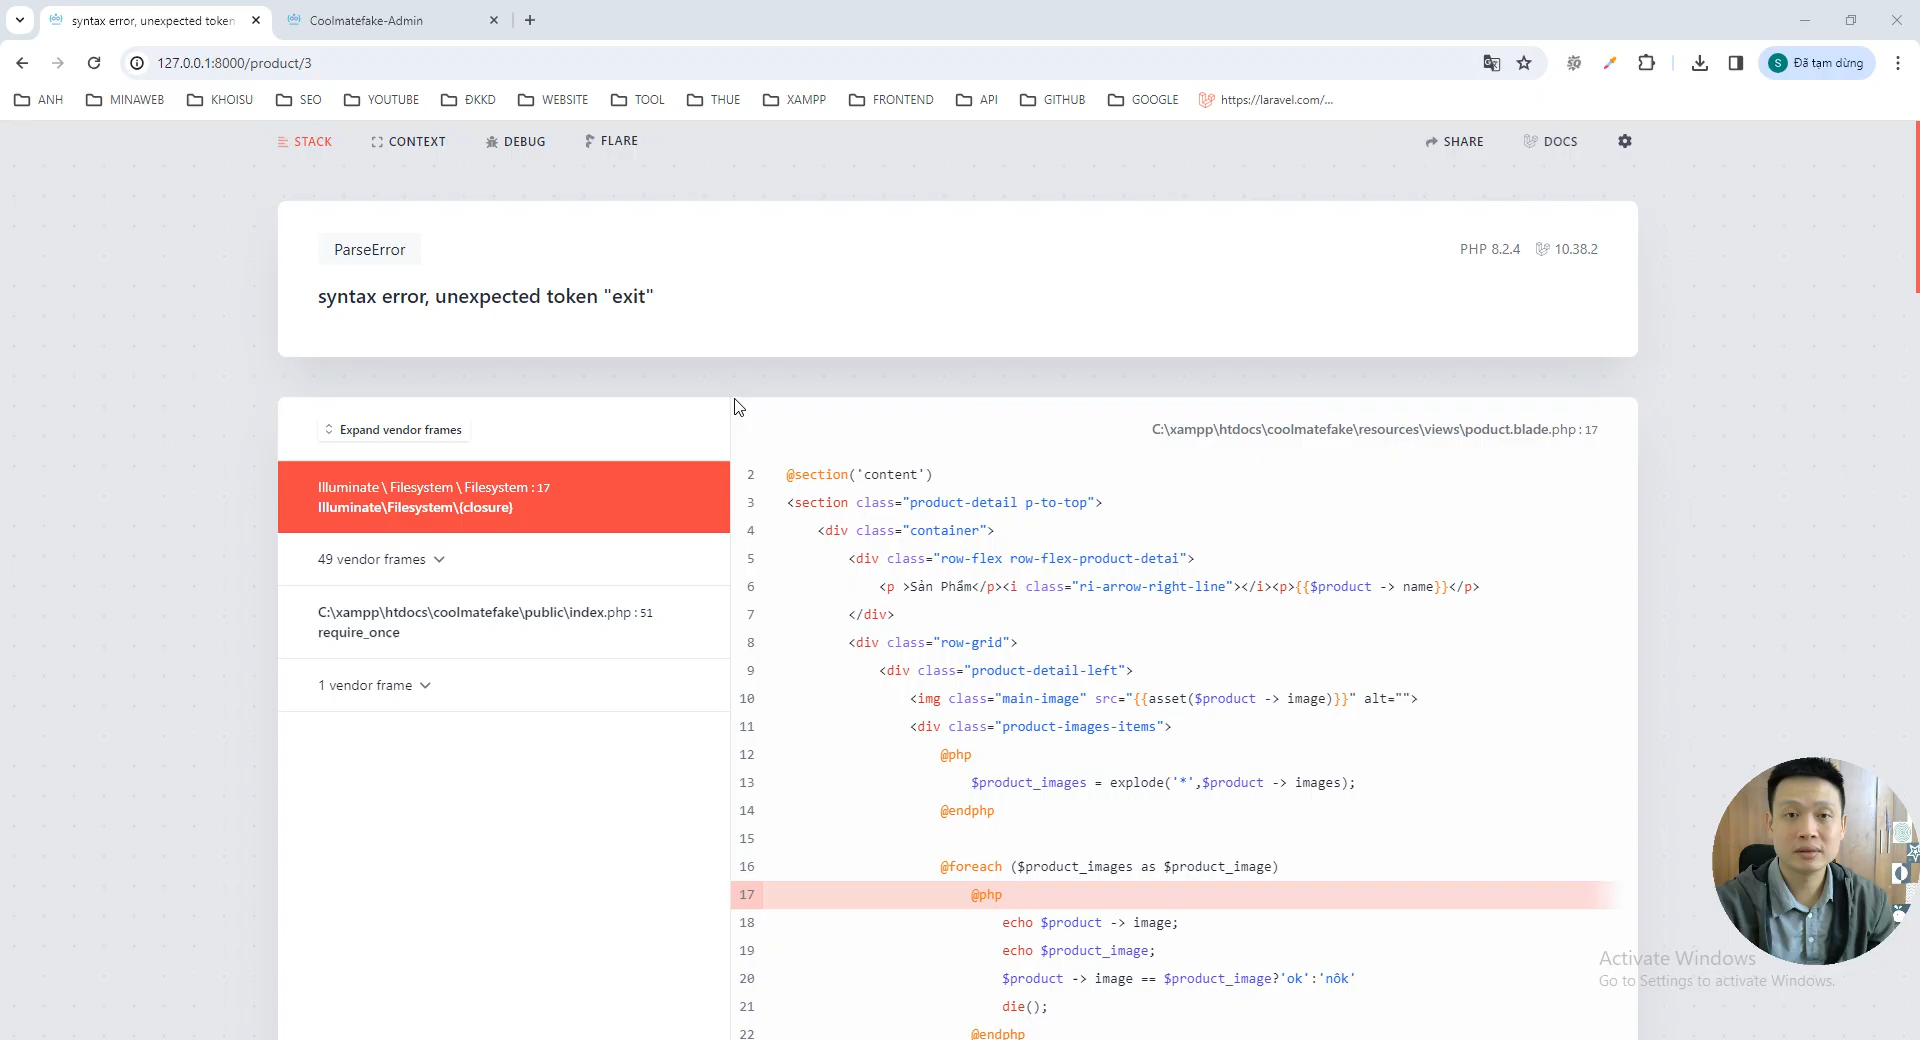 syntax error, unexpected token
Coolmatefake-Admin
127.0.0.1:8000/product/3
Đã tạm dừng
ANH
MINAWEB
KHOISU
SEO
YOUTUBE
ĐKKD
WEBSITE
TOOL
THUE
XAMPP
FRONTEND
API
GITHUB
GOOGLE
https://laravel.com/...
STACK
CONTEXT
DEBUG
FLARE
SHARE
DOCS
ParseError
PHP 8.2.4
10.38.2
syntax error, unexpected token "exit"
Expand vendor frames
Illuminate \ Filesystem \ Filesystem : 17
Illuminate\Filesystem\{closure}
49 vendor frames
C:\xampp\htdocs\coolmatefake\public\index.php : 51
require_once
1 vendor frame
C:\xampp\htdocs\coolmatefake\resources\views\poduct.blade.php : 17
2 @section('content')
3 <section class="product-detail p-to-top">
4 <div class="container">
5 <div class="row-flex row-flex-product-detai">
6 <p >Sản Phẩm</p><i class="ri-arrow-right-line"></i><p>{{$product -> name}}</p>
7 </div>
8 <div class="row-grid">
9 <div class="product-detail-left">
10 <img class="main-image" src="{{asset($product -> image)}}" alt="">
11 <div class="product-images-items">
12 @php
13 $product_images = explode('*',$product -> images);
14 @endphp
15
16 @foreach ($product_images as $product_image)
17 @php
18 echo $product -> image;
19 echo $product_image;
20 $product -> image == $product_image?'ok':'nôk'
21 die();
22 @endphp
Activate Windows
Go to Settings to activate Windows.